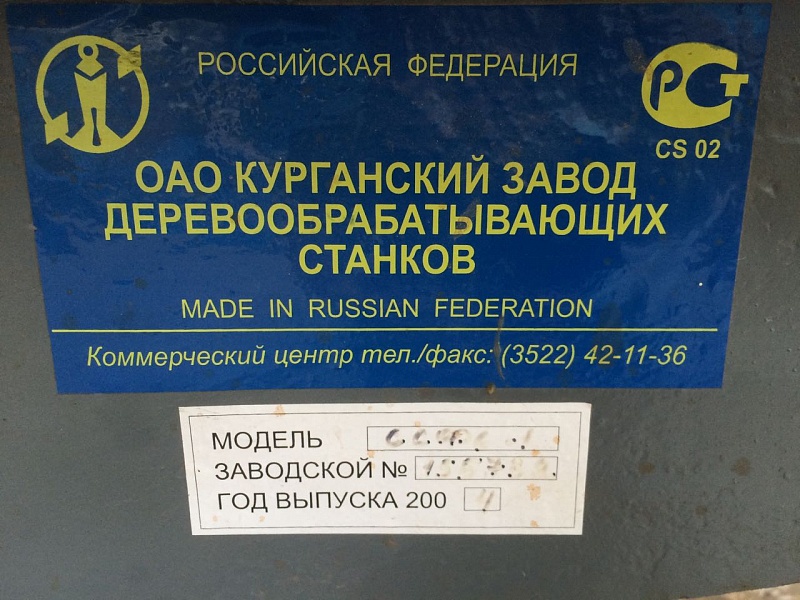 РОССИЙСКАЯ ФЕДЕРАЦИЯ
РСТ
CS 02
ОАО КУРГАНСКИЙ ЗАВОД
ДЕРЕВООБРАБАТЫВАЮЩИХ
СТАНКОВ
MADE IN RUSSIAN FEDERATION
Коммерческий центр тел./факс: (3522) 42-11-36
МОДЕЛЬ
ЗАВОДСКОЙ №
ГОД ВЫПУСКА 200 4